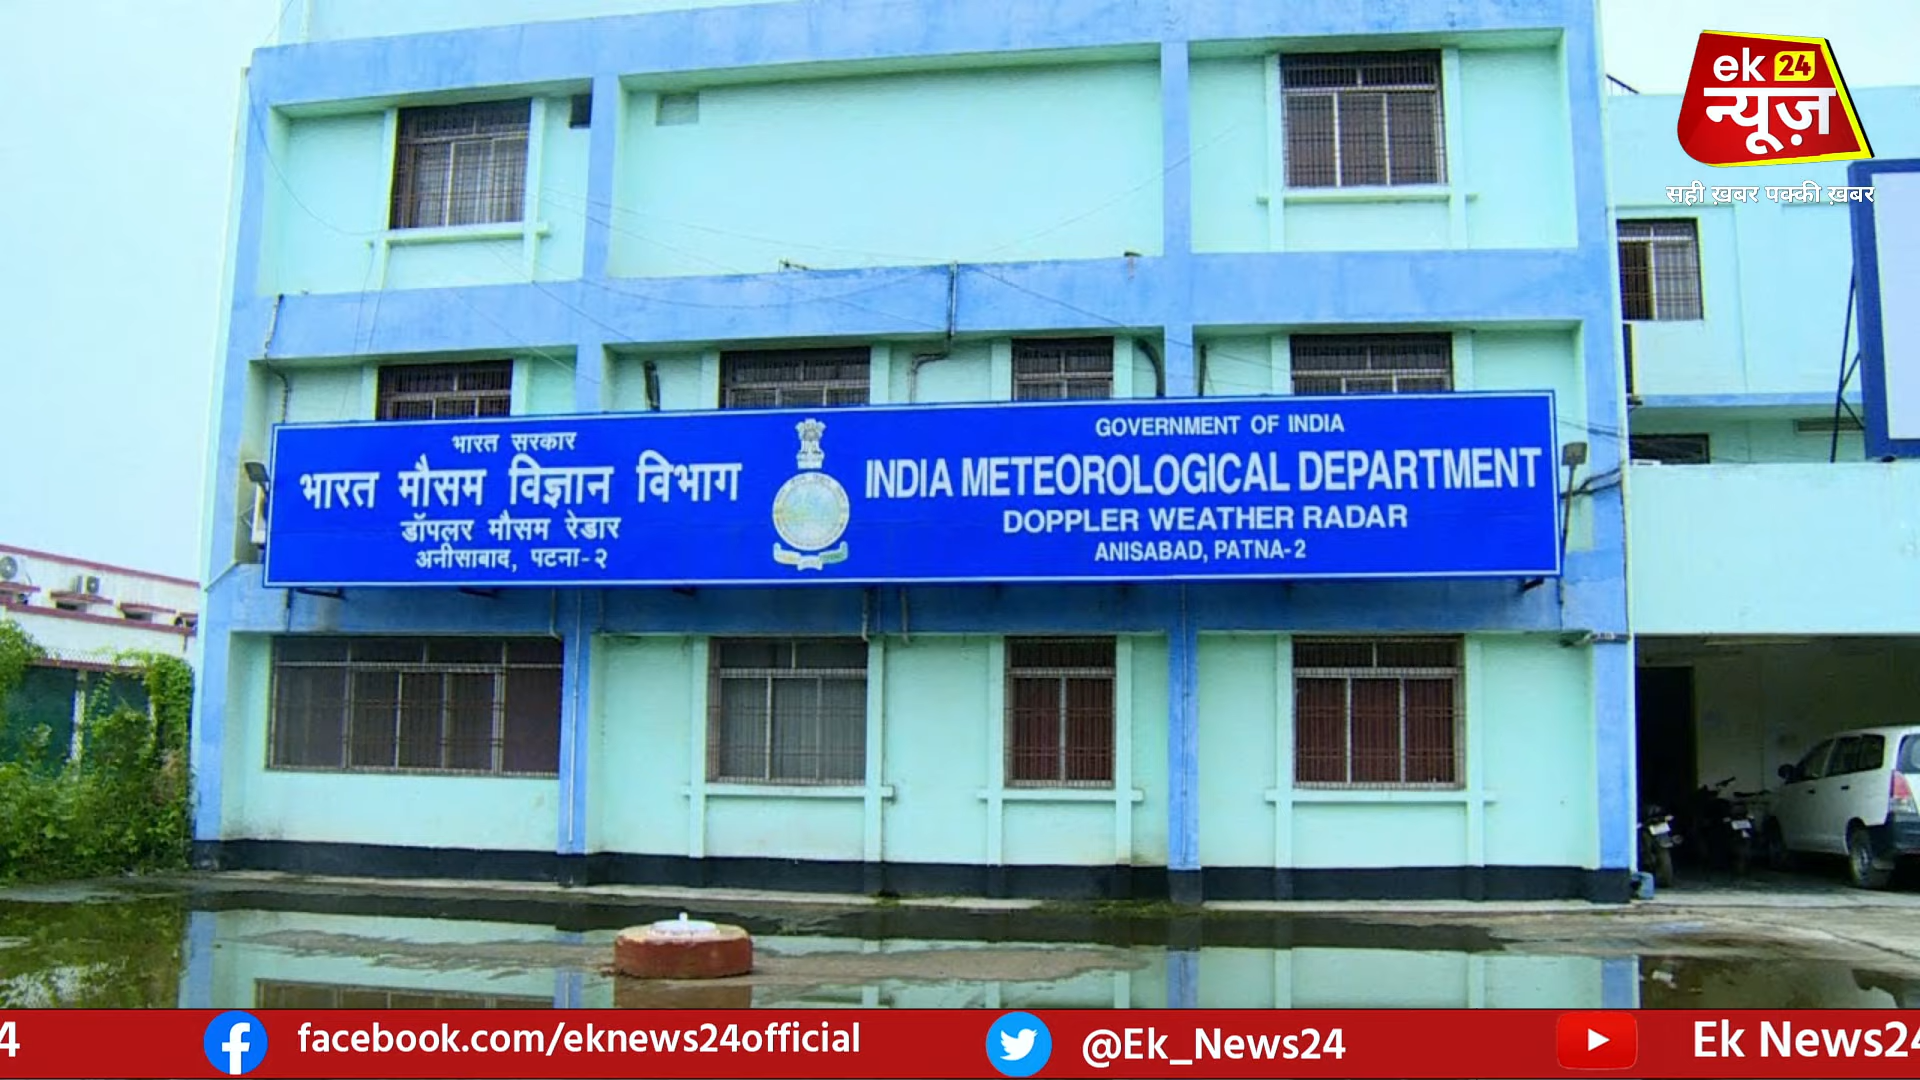 ek 24
न्यूज़
सही ख़बर पक्की ख़बर
भारत सरकार
भारत मौसम विज्ञान विभाग
डॉपलर मौसम रेडार
अनीसाबाद, पटना-२
GOVERNMENT OF INDIA
INDIA METEOROLOGICAL DEPARTMENT
DOPPLER WEATHER RADAR
ANISABAD, PATNA-2
4 facebook.com/eknews24official @Ek_News24 Ek News24